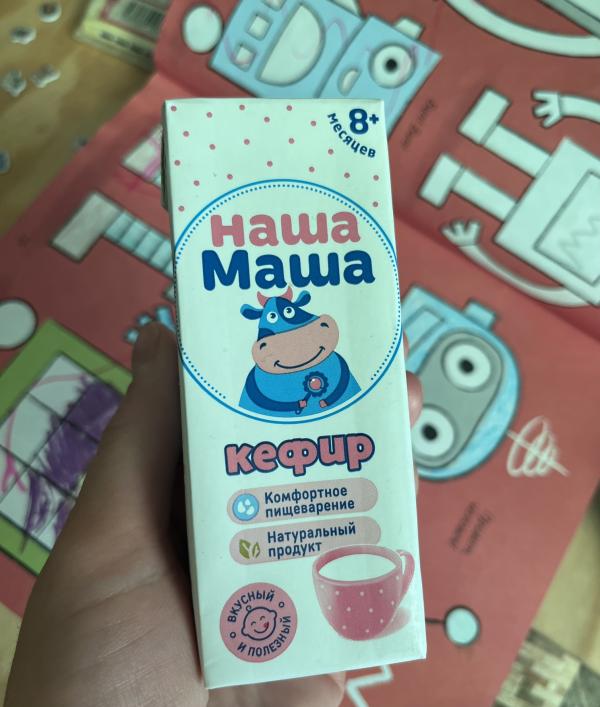 8+
месяцев
Наша
Маша
кефир
Комфортное
пищеварение
Натуральный
продукт
ВКУСНЫЙ
И ПОЛЕЗНЫЙ